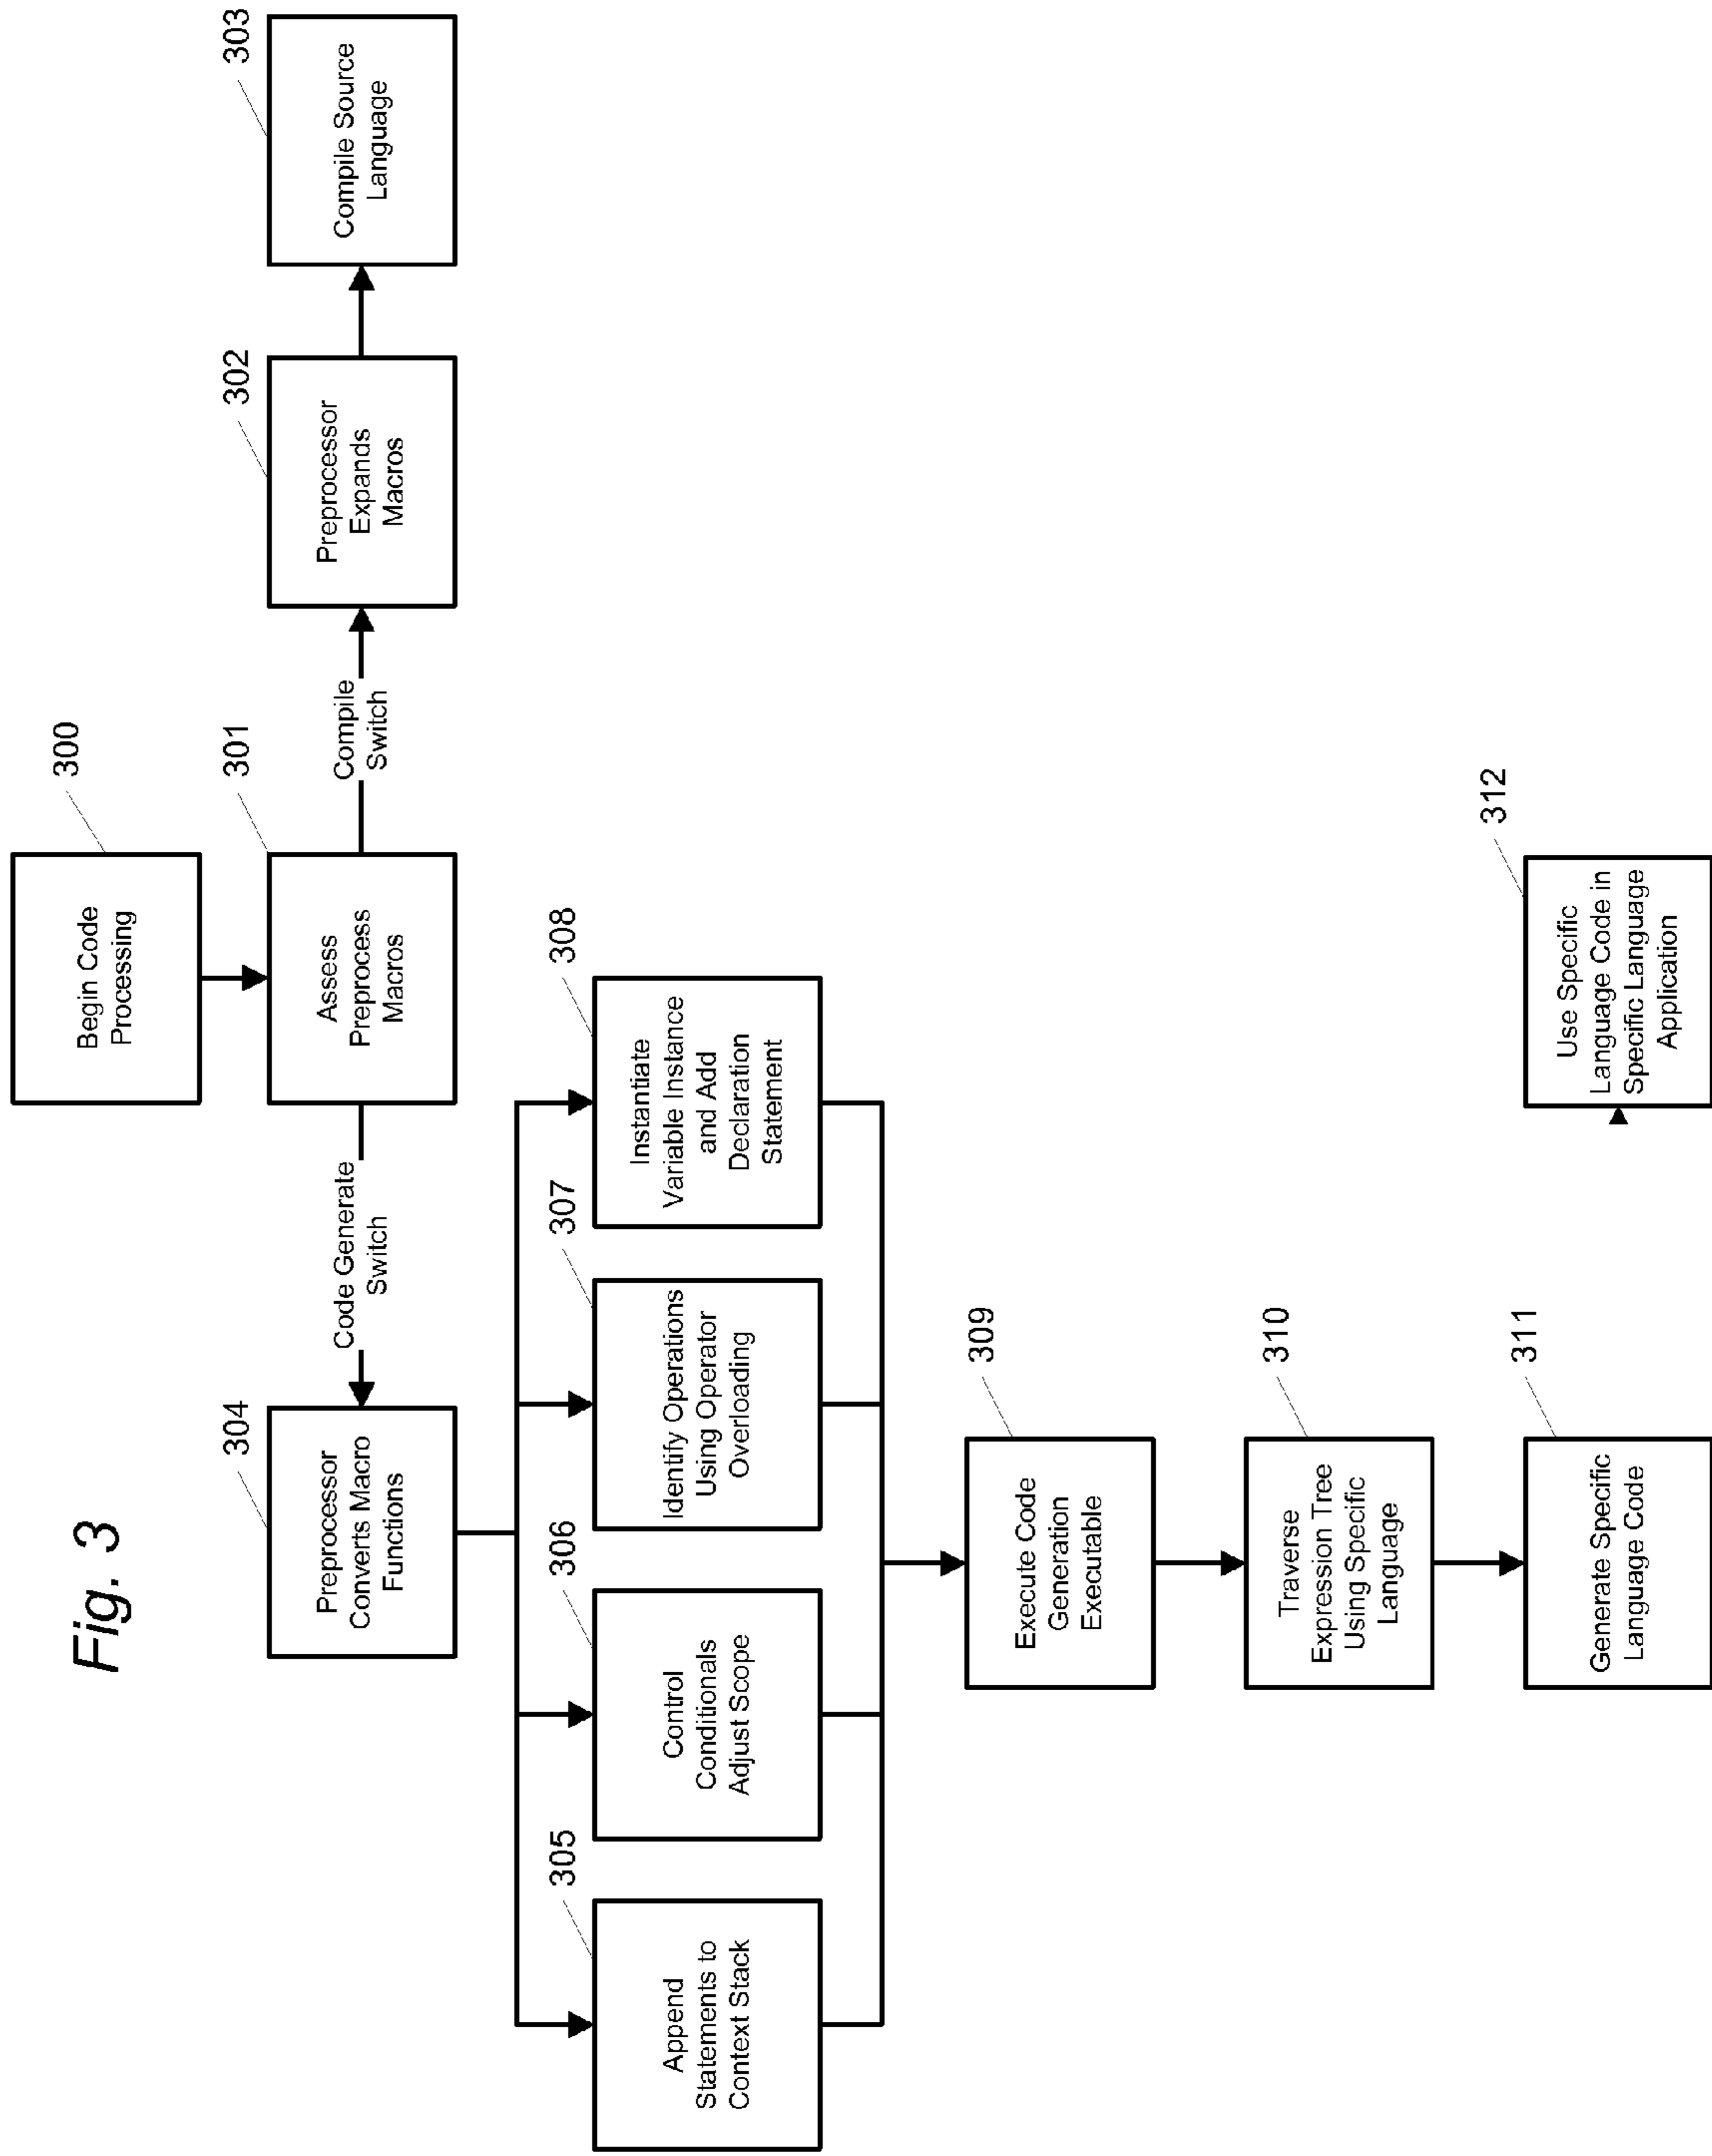 Fig. 3
300
Begin Code
Processing
301
Assess
Preprocess
Macros
Compile
Switch
302
Preprocessor
Expands
Macros
303
Compile Source
Language
Code Generate
Switch
304
Preprocessor
Converts Macro
Functions
305
Append
Statements to
Context Stack
306
Control
Conditionals
Adjust Scope
307
Identify Operations
Using Operator
Overloading
308
Instantiate
Variable Instance
and Add
Declaration
Statement
309
Execute Code
Generation
Executable
310
Traverse
Expression Tree
Using Specific
Language
311
Generate Specific
Language Code
312
Use Specific
Language Code in
Specific Language
Application